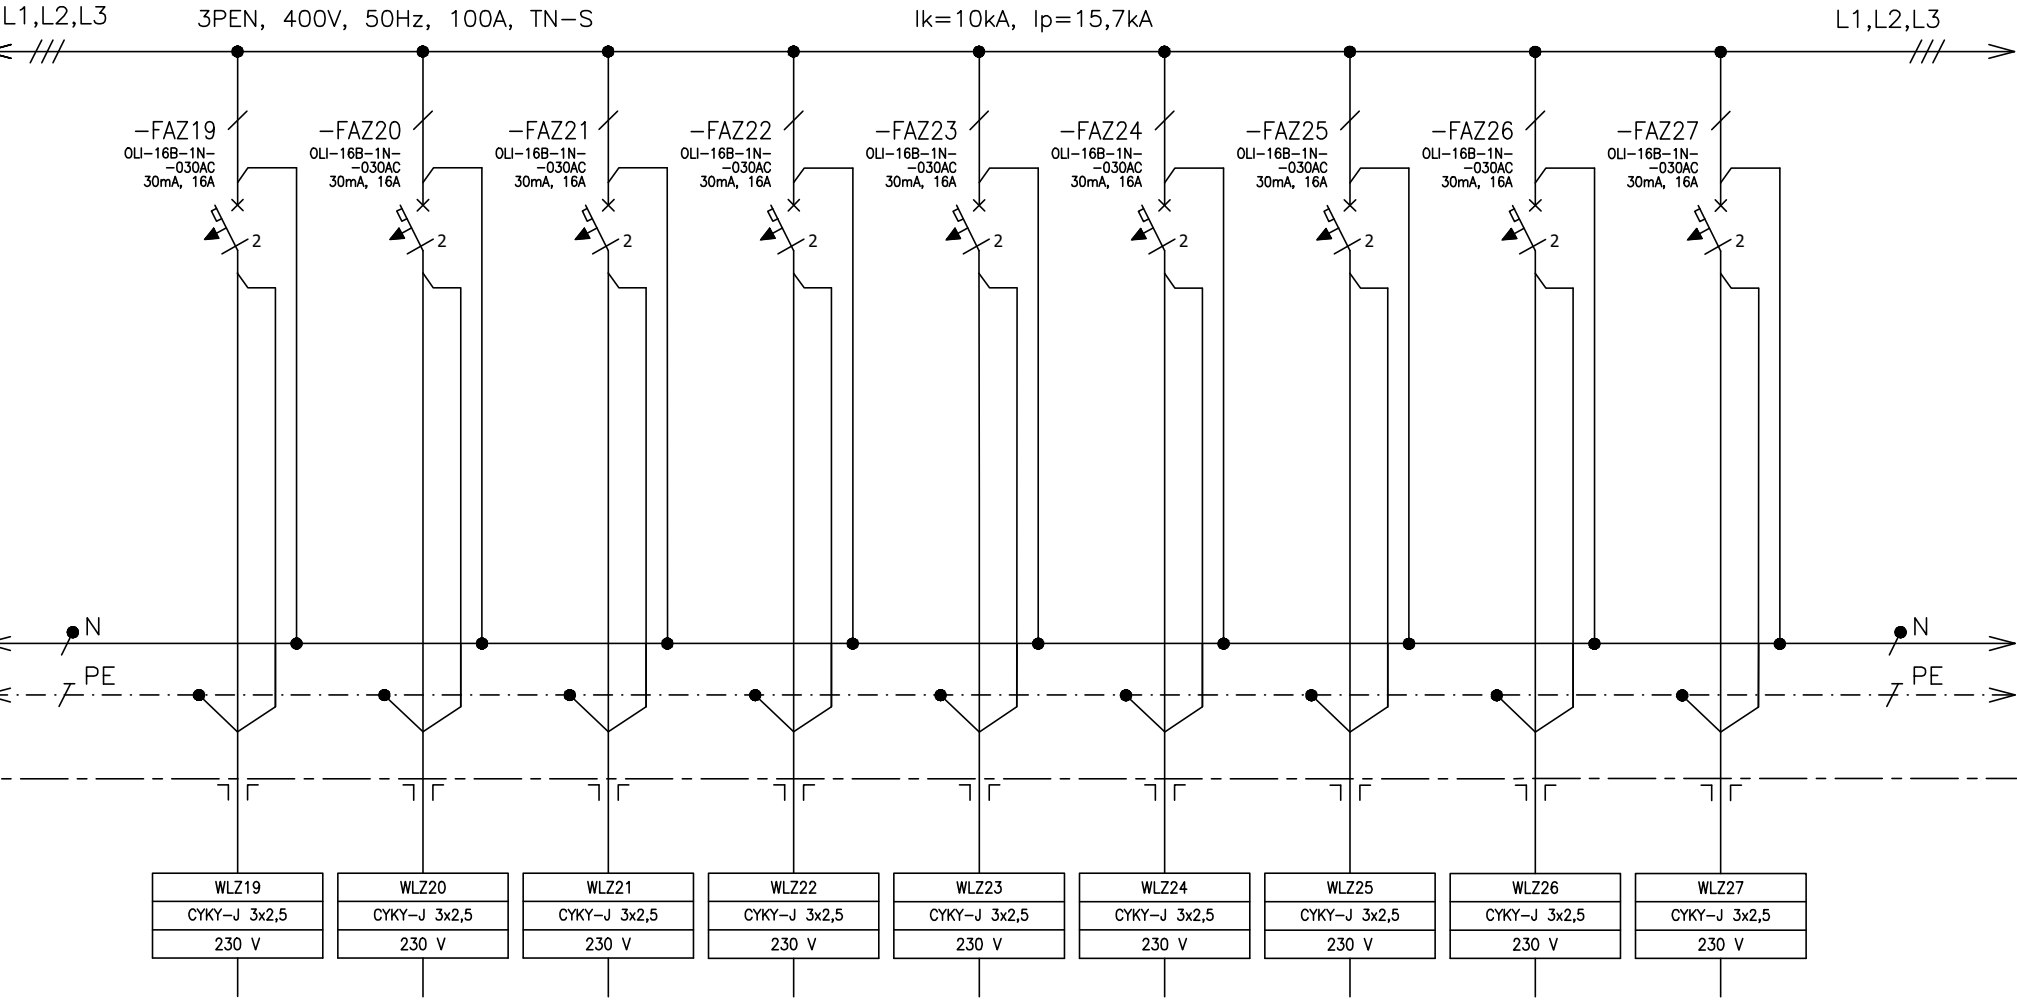 L1,L2,L3 3PEN, 400V, 50Hz, 100A, TN-S Ik=10kA, Ip=15,7kA L1,L2,L3
-FAZ19 -FAZ20 -FAZ21 -FAZ22 -FAZ23 -FAZ24 -FAZ25 -FAZ26 -FAZ27
OLI-16B-1N- OLI-16B-1N- OLI-16B-1N- OLI-16B-1N- OLI-16B-1N- OLI-16B-1N- OLI-16B-1N- OLI-16B-1N- OLI-16B-1N-
-030AC -030AC -030AC -030AC -030AC -030AC -030AC -030AC -030AC
30mA, 16A 30mA, 16A 30mA, 16A 30mA, 16A 30mA, 16A 30mA, 16A 30mA, 16A 30mA, 16A 30mA, 16A
2 2 2 2 2 2 2 2 2
N N
PE PE
WLZ19 WLZ20 WLZ21 WLZ22 WLZ23 WLZ24 WLZ25 WLZ26 WLZ27
CYKY-J 3x2,5 CYKY-J 3x2,5 CYKY-J 3x2,5 CYKY-J 3x2,5 CYKY-J 3x2,5 CYKY-J 3x2,5 CYKY-J 3x2,5 CYKY-J 3x2,5 CYKY-J 3x2,5
230 V 230 V 230 V 230 V 230 V 230 V 230 V 230 V 230 V